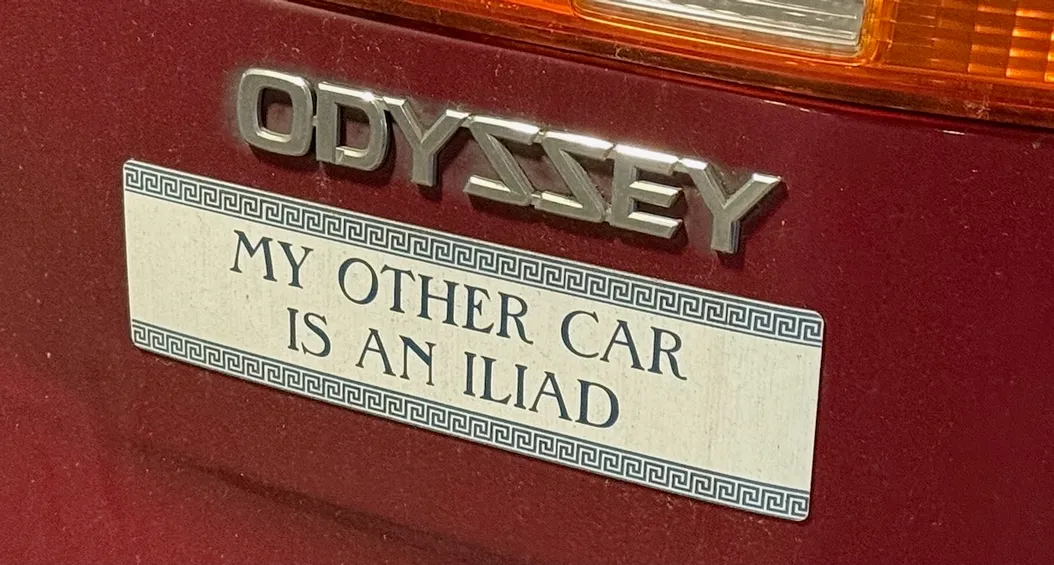 ODYSSEY
MY OTHER CAR
IS AN ILIAD